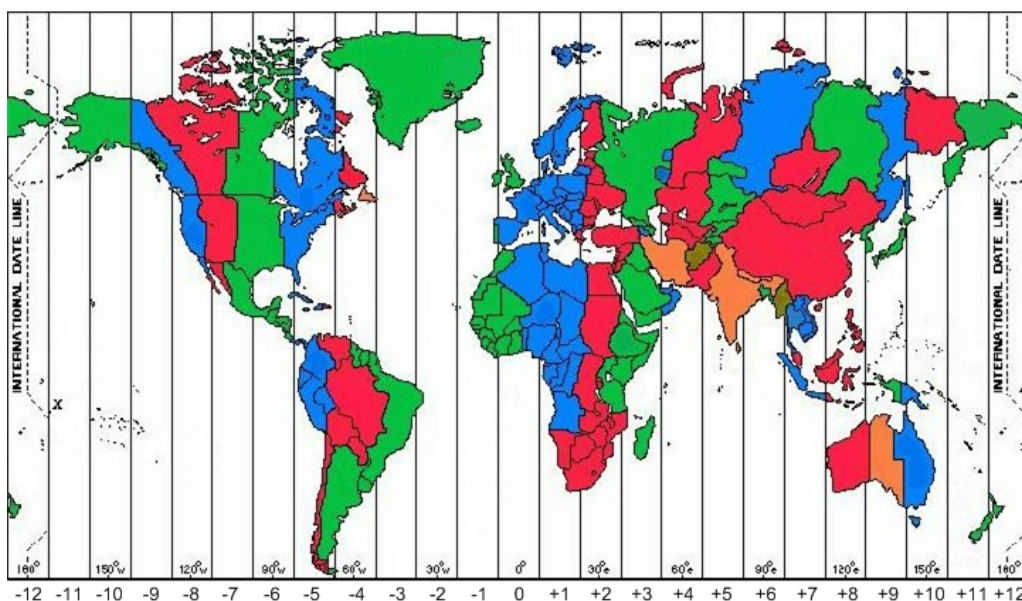 INTERNATIONAL DATE LINE
INTERNATIONAL DATE LINE
X
180° 150°w 120°w 90°w 60°w 30°w 0° 30°e 60°e 90°e 120°e 150°e 180°
-12 -11 -10 -9 -8 -7 -6 -5 -4 -3 -2 -1 0 +1 +2 +3 +4 +5 +6 +7 +8 +9 +10 +11 +12